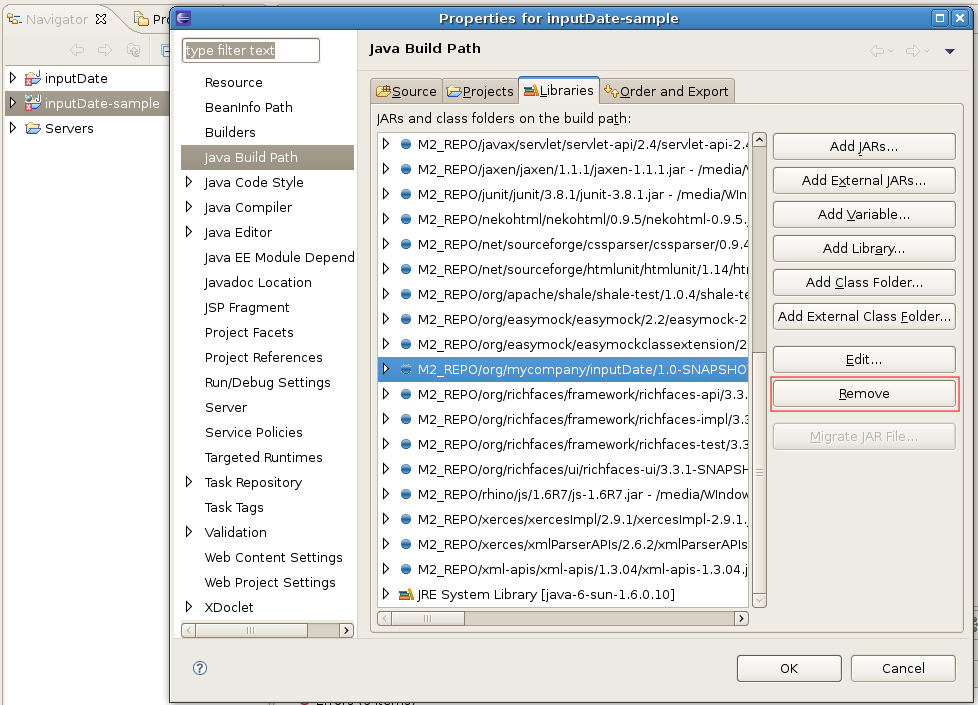 Navigator
Pro
inputDate
inputDate-sample
Servers
Properties for inputDate-sample
type filter text
Resource
BeanInfo Path
Builders
Java Build Path
Java Code Style
Java Compiler
Java Editor
Java EE Module Depend
Javadoc Location
JSP Fragment
Project Facets
Project References
Run/Debug Settings
Server
Service Policies
Targeted Runtimes
Task Repository
Task Tags
Validation
Web Content Settings
Web Project Settings
XDoclet
Java Build Path
Source
Projects
Libraries
Order and Export
JARs and class folders on the build path:
M2_REPO/javax/servlet/servlet-api/2.4/servlet-api-2.4
M2_REPO/jaxen/jaxen/1.1.1/jaxen-1.1.1.jar - /media/W
M2_REPO/junit/junit/3.8.1/junit-3.8.1.jar - /media/WIn
M2_REPO/nekohtml/nekohtml/0.9.5/nekohtml-0.9.5.
M2_REPO/net/sourceforge/cssparser/cssparser/0.9.4
M2_REPO/net/sourceforge/htmlunit/htmlunit/1.14/htr
M2_REPO/org/apache/shale/shale-test/1.0.4/shale-te
M2_REPO/org/easymock/easymock/2.2/easymock-2
M2_REPO/org/easymock/easymockclassextension/2
M2_REPO/org/mycompany/inputDate/1.0-SNAPSHO
M2_REPO/org/richfaces/framework/richfaces-api/3.3.
M2_REPO/org/richfaces/framework/richfaces-impl/3.3
M2_REPO/org/richfaces/framework/richfaces-test/3.3
M2_REPO/org/richfaces/ui/richfaces-ui/3.3.1-SNAPSH
M2_REPO/rhino/js/1.6R7/js-1.6R7.jar - /media/WIndow
M2_REPO/xerces/xercesImpl/2.9.1/xercesImpl-2.9.1.
M2_REPO/xerces/xmlParserAPIs/2.6.2/xmlParserAPIs
M2_REPO/xml-apis/xml-apis/1.3.04/xml-apis-1.3.04.j
JRE System Library [java-6-sun-1.6.0.10]
Add JARs...
Add External JARs...
Add Variable...
Add Library...
Add Class Folder...
Add External Class Folder...
Edit...
Remove
Migrate JAR File...
OK
Cancel